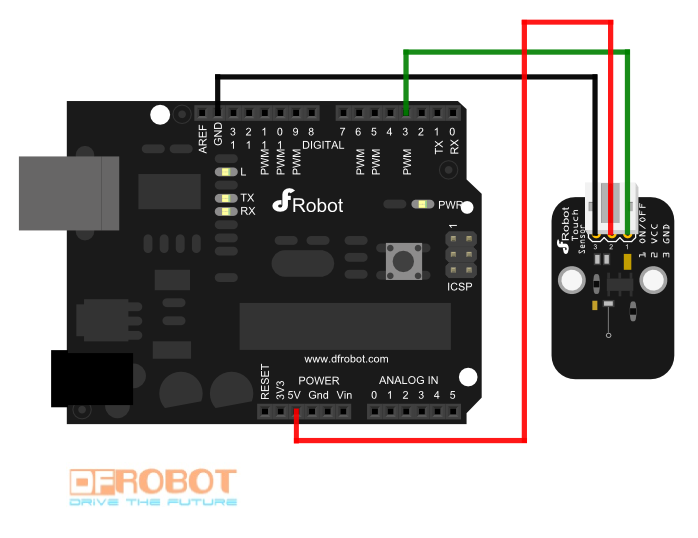 AREF
GND
13
12
11 PWM
10 PWM
9 PWM
8
DIGITAL
7
6 PWM
5 PWM
4
3 PWM
2
1 TX
0 RX
L
TX
RX
DFRobot
PWR
1
ICSP
www.dfrobot.com
RESET
3V3
POWER
5V Gnd Vin
ANALOG IN
0 1 2 3 4 5
DFRobot
Touch
Sensor
3 2 1
1 ON/OFF
2 VCC
3 GND
DFROBOT
DRIVE THE FUTURE